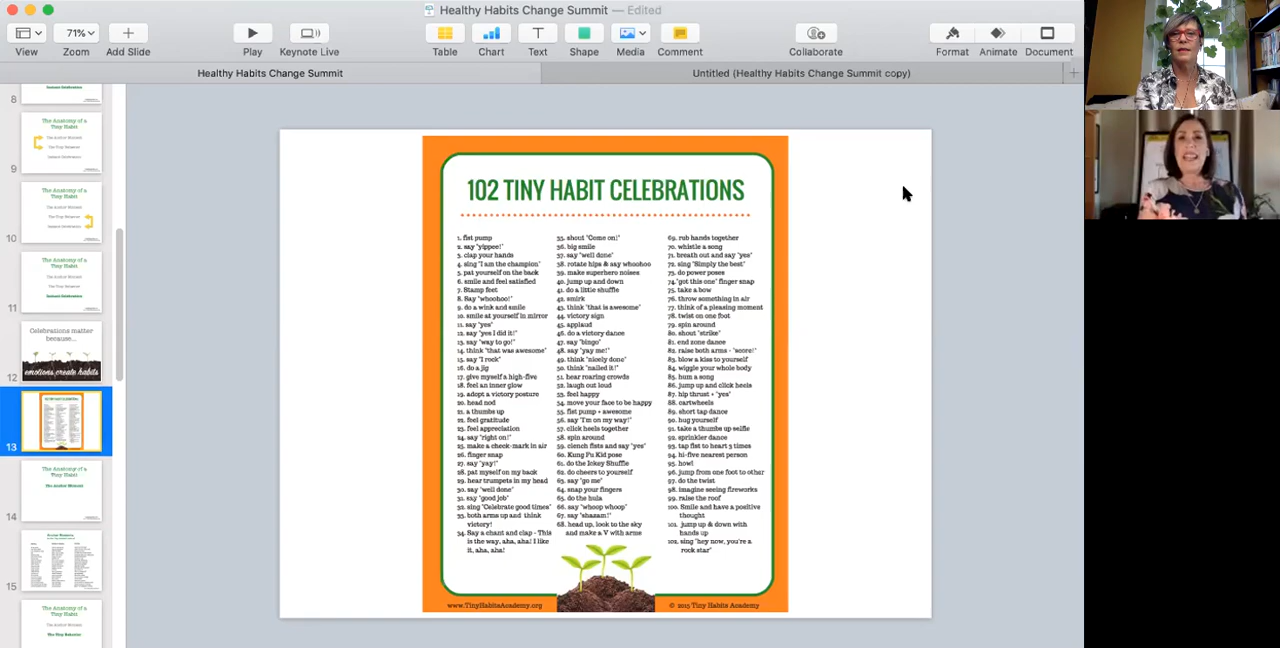 Healthy Habits Change Summit — Edited
71%
View
Zoom
Add Slide
Play
Keynote Live
Table
Chart
Text
Shape
Media
Comment
Collaborate
Format
Animate
Document
Healthy Habits Change Summit
Untitled (Healthy Habits Change Summit copy)
8
9
The Anatomy of a
Tiny Habit
10
The Anatomy of a
Tiny Habit
11
The Anatomy of a
Tiny Habit
12
Celebrations matter
because...
emotions create habits
13
14
The Anatomy of a
Tiny Habit
15
The Anatomy of a
Tiny Habit
102 TINY HABIT CELEBRATIONS
1. fist pump
2. say "yippee!"
3. clap your hands
4. sing "I am the champion"
5. pat yourself on the back
6. smile and feel satisfied
7. Stamp feet
8. Say "whoohoo!"
9. do a wink and smile
10. smile at yourself in mirror
11. say "yes"
12. say "yes I did it!"
13. say "way to go!"
14. think "that was awesome"
15. say "I rock"
16. do a jig
17. give myself a high-five
18. feel an inner glow
19. adopt a victory posture
20. head nod
21. a thumbs up
22. feel gratitude
23. feel appreciation
24. say "right on!"
25. make a check-mark in air
26. finger snap
27. say "yay!"
28. pat myself on my back
29. hear trumpets in my head
30. say "well done"
31. say "good job"
32. sing "Celebrate good times"
33. both arms up and think
victory!
34. Say a chant and clap - This
is the way, aha, aha! I like
it, aha, aha!
35. shout "Come on!"
36. big smile
37. say "well done"
38. rotate hips & say whoohoo
39. make superhero noises
40. jump up and down
41. do a little shuffle
42. smirk
43. think "that is awesome"
44. victory sign
45. applaud
46. do a victory dance
47. say "bingo"
48. say "yay me!"
49. think "nicely done"
50. think "nailed it!"
51. hear roaring crowds
52. laugh out loud
53. feel happy
54. move your face to be happy
55. fist pump + awesome
56. say "I'm on my way!"
57. click heels together
58. spin around
59. clench fists and say "yes"
60. Kung Fu Kid pose
61. do the Ickey Shuffle
62. do cheers to yourself
63. say "go me"
64. snap your fingers
65. do the hula
66. say "whoop whoop"
67. say "shazam!"
68. head up, look to the sky
and make a V with arms
69. rub hands together
70. whistle a song
71. breath out and say "yes"
72. sing "Simply the best"
73. do power poses
74. "got this one" finger snap
75. take a bow
76. throw something in air
77. think of a pleasing moment
78. twist on one foot
79. spin around
80. shout "strike"
81. end zone dance
82. raise both arms - "score!"
83. blow a kiss to yourself
84. wiggle your whole body
85. hum a song
86. jump up and click heels
87. hip thrust + "yes"
88. cartwheels
89. short tap dance
90. hug yourself
91. take a thumbs up selfie
92. sprinkler dance
93. tap fist to heart 3 times
94. hi-five nearest person
95. howl
96. jump from one foot to other
97. do the twist
98. imagine seeing fireworks
99. raise the roof
100. Smile and have a positive
thought
101. jump up & down with
hands up
102. sing "hey now, you're a
rock star"
www.TinyHabitsAcademy.org
© 2015 Tiny Habits Academy